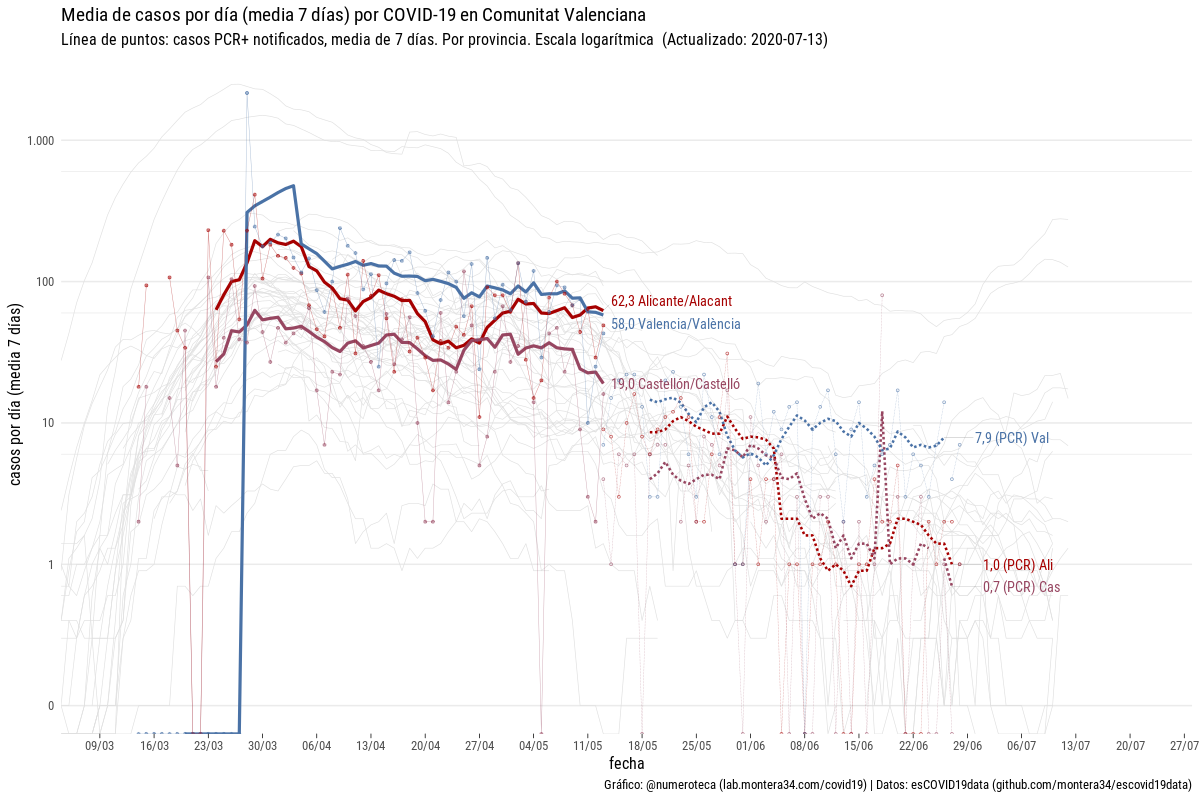 Media de casos por día (media 7 días) por COVID-19 en Comunitat Valenciana
Línea de puntos: casos PCR+ notificados, media de 7 días. Por provincia. Escala logarítmica  (Actualizado: 2020-07-13)
casos por día (media 7 días)
1.000
100
10
1
0
62,3 Alicante/Alacant
58,0 Valencia/València
19,0 Castellón/Castelló
7,9 (PCR) Val
1,0 (PCR) Ali
0,7 (PCR) Cas
09/03 16/03 23/03 30/03 06/04 13/04 20/04 27/04 04/05 11/05 18/05 25/05 01/06 08/06 15/06 22/06 29/06 06/07 13/07 20/07 27/07
fecha
Gráfico: @numeroteca (lab.montera34.com/covid19) | Datos: esCOVID19data (github.com/montera34/escovid19data)